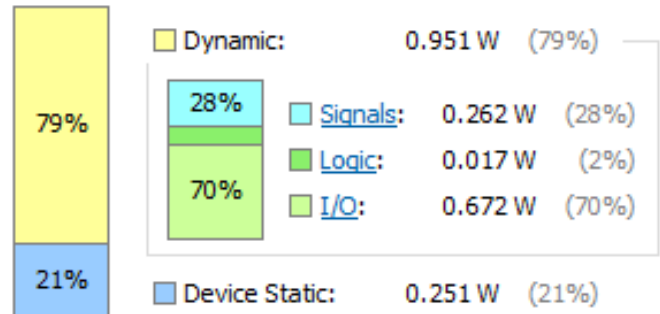 79%
21%
Dynamic: 0.951 W (79%)
28%
70%
Signals: 0.262 W (28%)
Logic: 0.017 W (2%)
I/O: 0.672 W (70%)
Device Static: 0.251 W (21%)